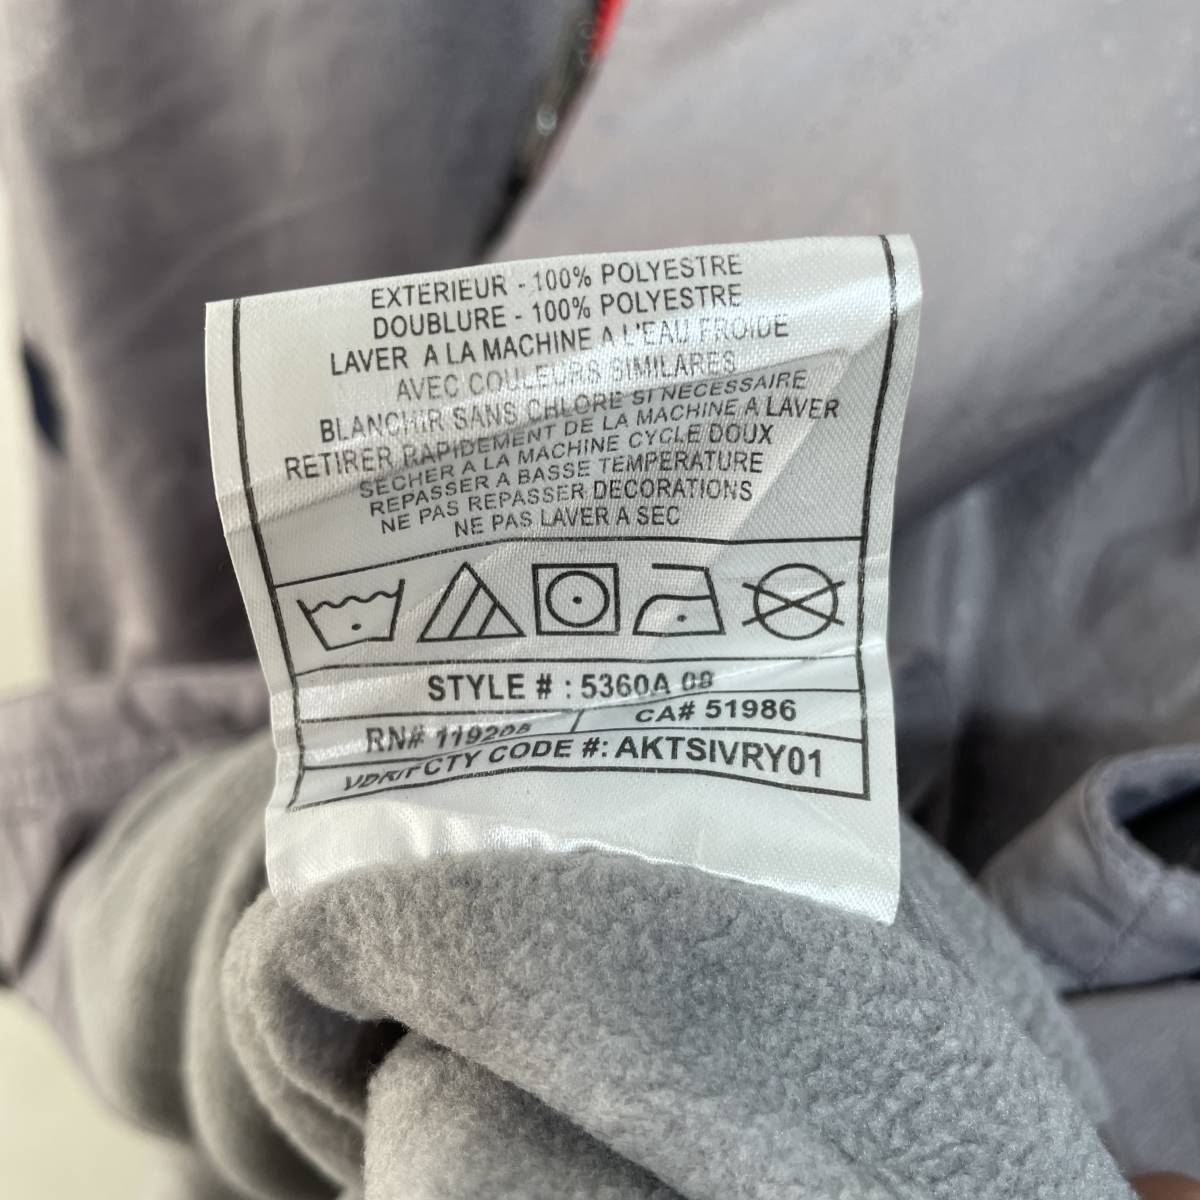 EXTERIEUR - 100% POLYESTRE
DOUBLURE - 100% POLYESTRE
LAVER A LA MACHINE A L'EAU FROIDE
AVEC COULEURS SIMILARES
BLANCHIR SANS CHLORE SI NECESSAIRE
RETIRER RAPIDEMENT DE LA MACHINE A LAVER
SECHER A LA MACHINE CYCLE DOUX
REPASSER A BASSE TEMPERATURE
NE PAS REPASSER DECORATIONS
NE PAS LAVER A SEC
STYLE # : 5360A 08
RN# 119208 CA# 51986
FCTY CODE #: AKTSIVRY01